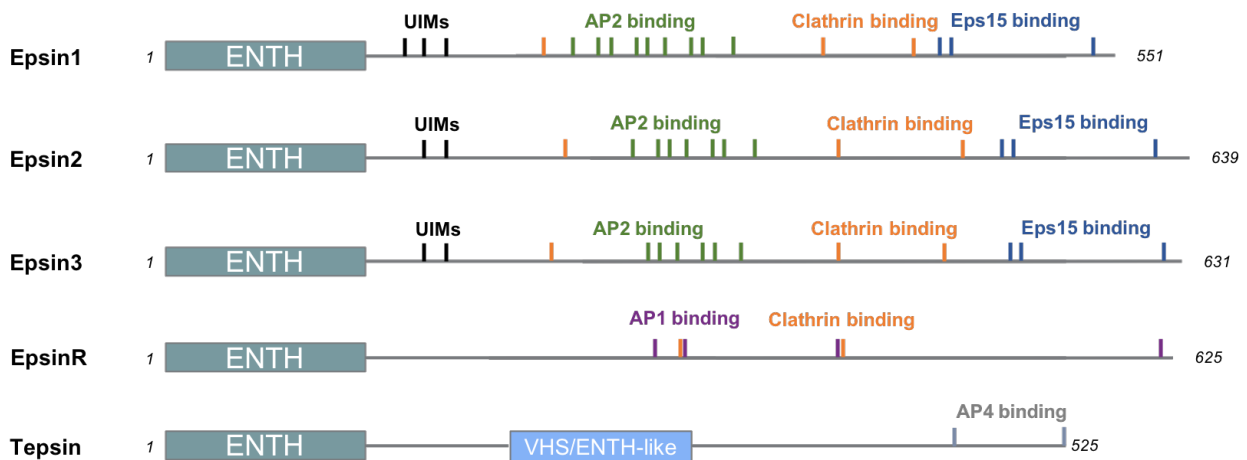 UIMs AP2 binding Clathrin binding Eps15 binding
Epsin1 1 ENTH 551
UIMs AP2 binding Clathrin binding Eps15 binding
Epsin2 1 ENTH 639
UIMs AP2 binding Clathrin binding Eps15 binding
Epsin3 1 ENTH 631
AP1 binding Clathrin binding
EpsinR 1 ENTH 625
AP4 binding
Tepsin 1 ENTH VHS/ENTH-like 525